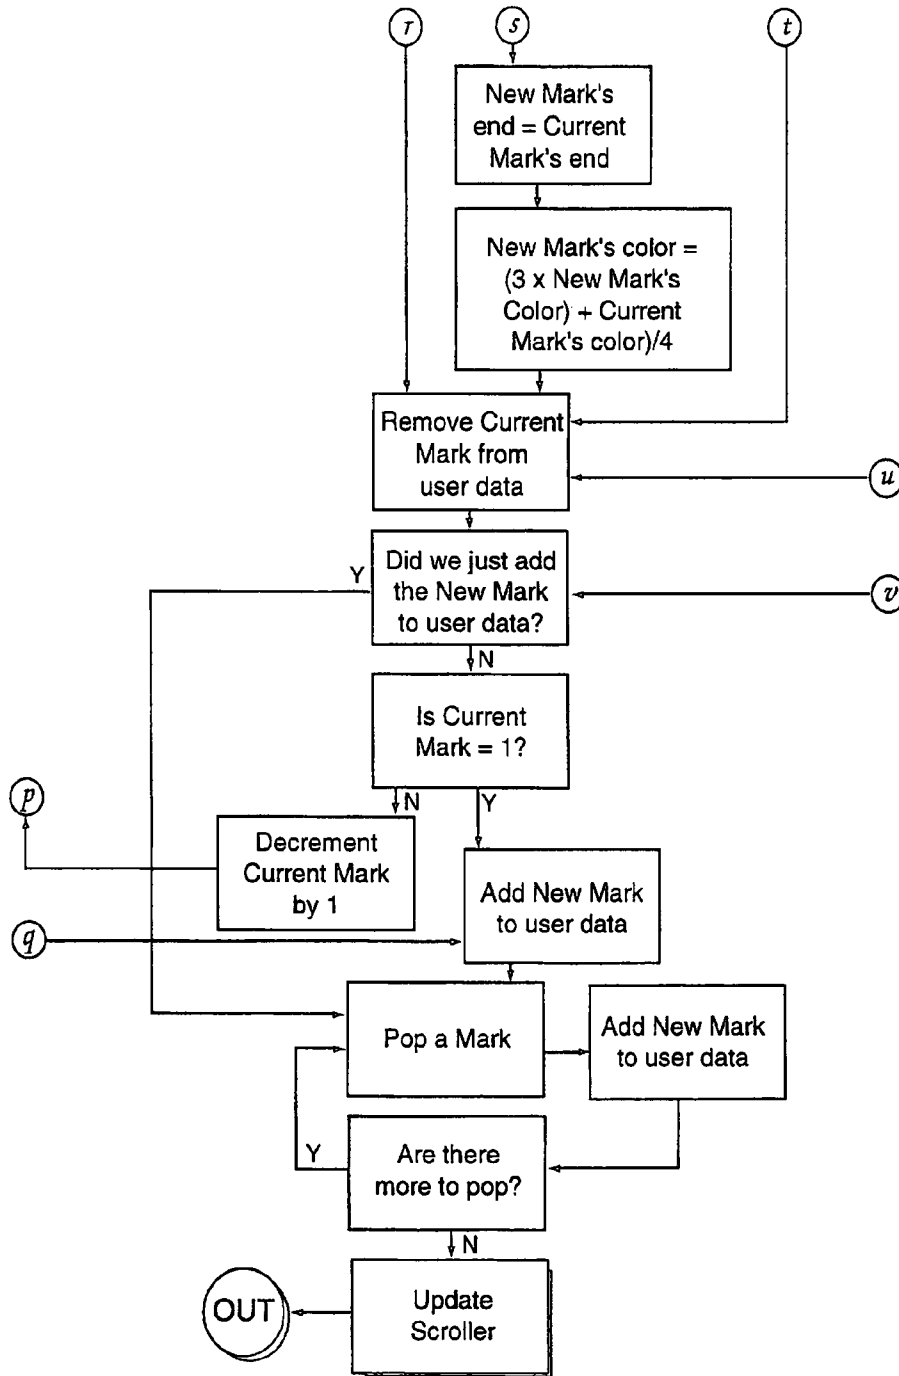 r
s
t
New Mark's
end = Current
Mark's end
New Mark's color =
(3 x New Mark's
Color) + Current
Mark's color)/4
Remove Current
Mark from
user data
u
Did we just add
the New Mark
to user data?
Y
v
N
Is Current
Mark = 1?
p
N
Y
Decrement
Current Mark
by 1
Add New Mark
to user data
q
Pop a Mark
Add New Mark
to user data
Y
Are there
more to pop?
N
OUT
Update
Scroller